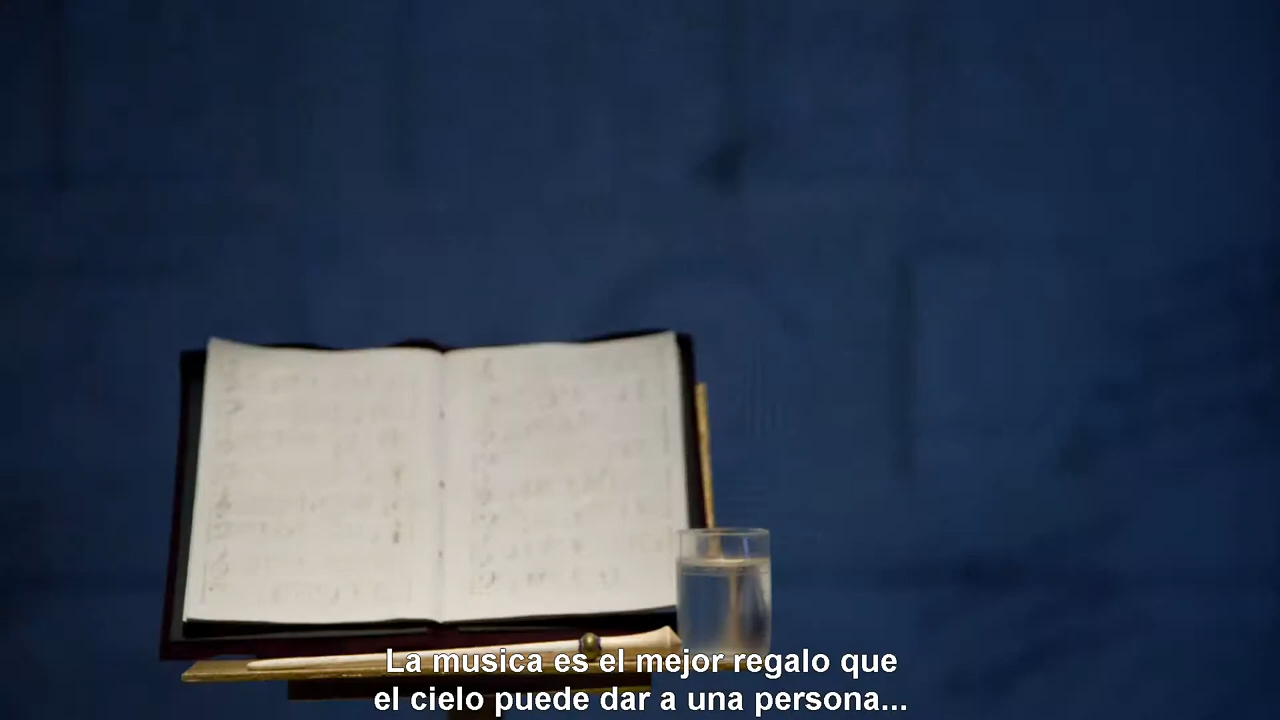 La musica es el mejor regalo que
el cielo puede dar a una persona...